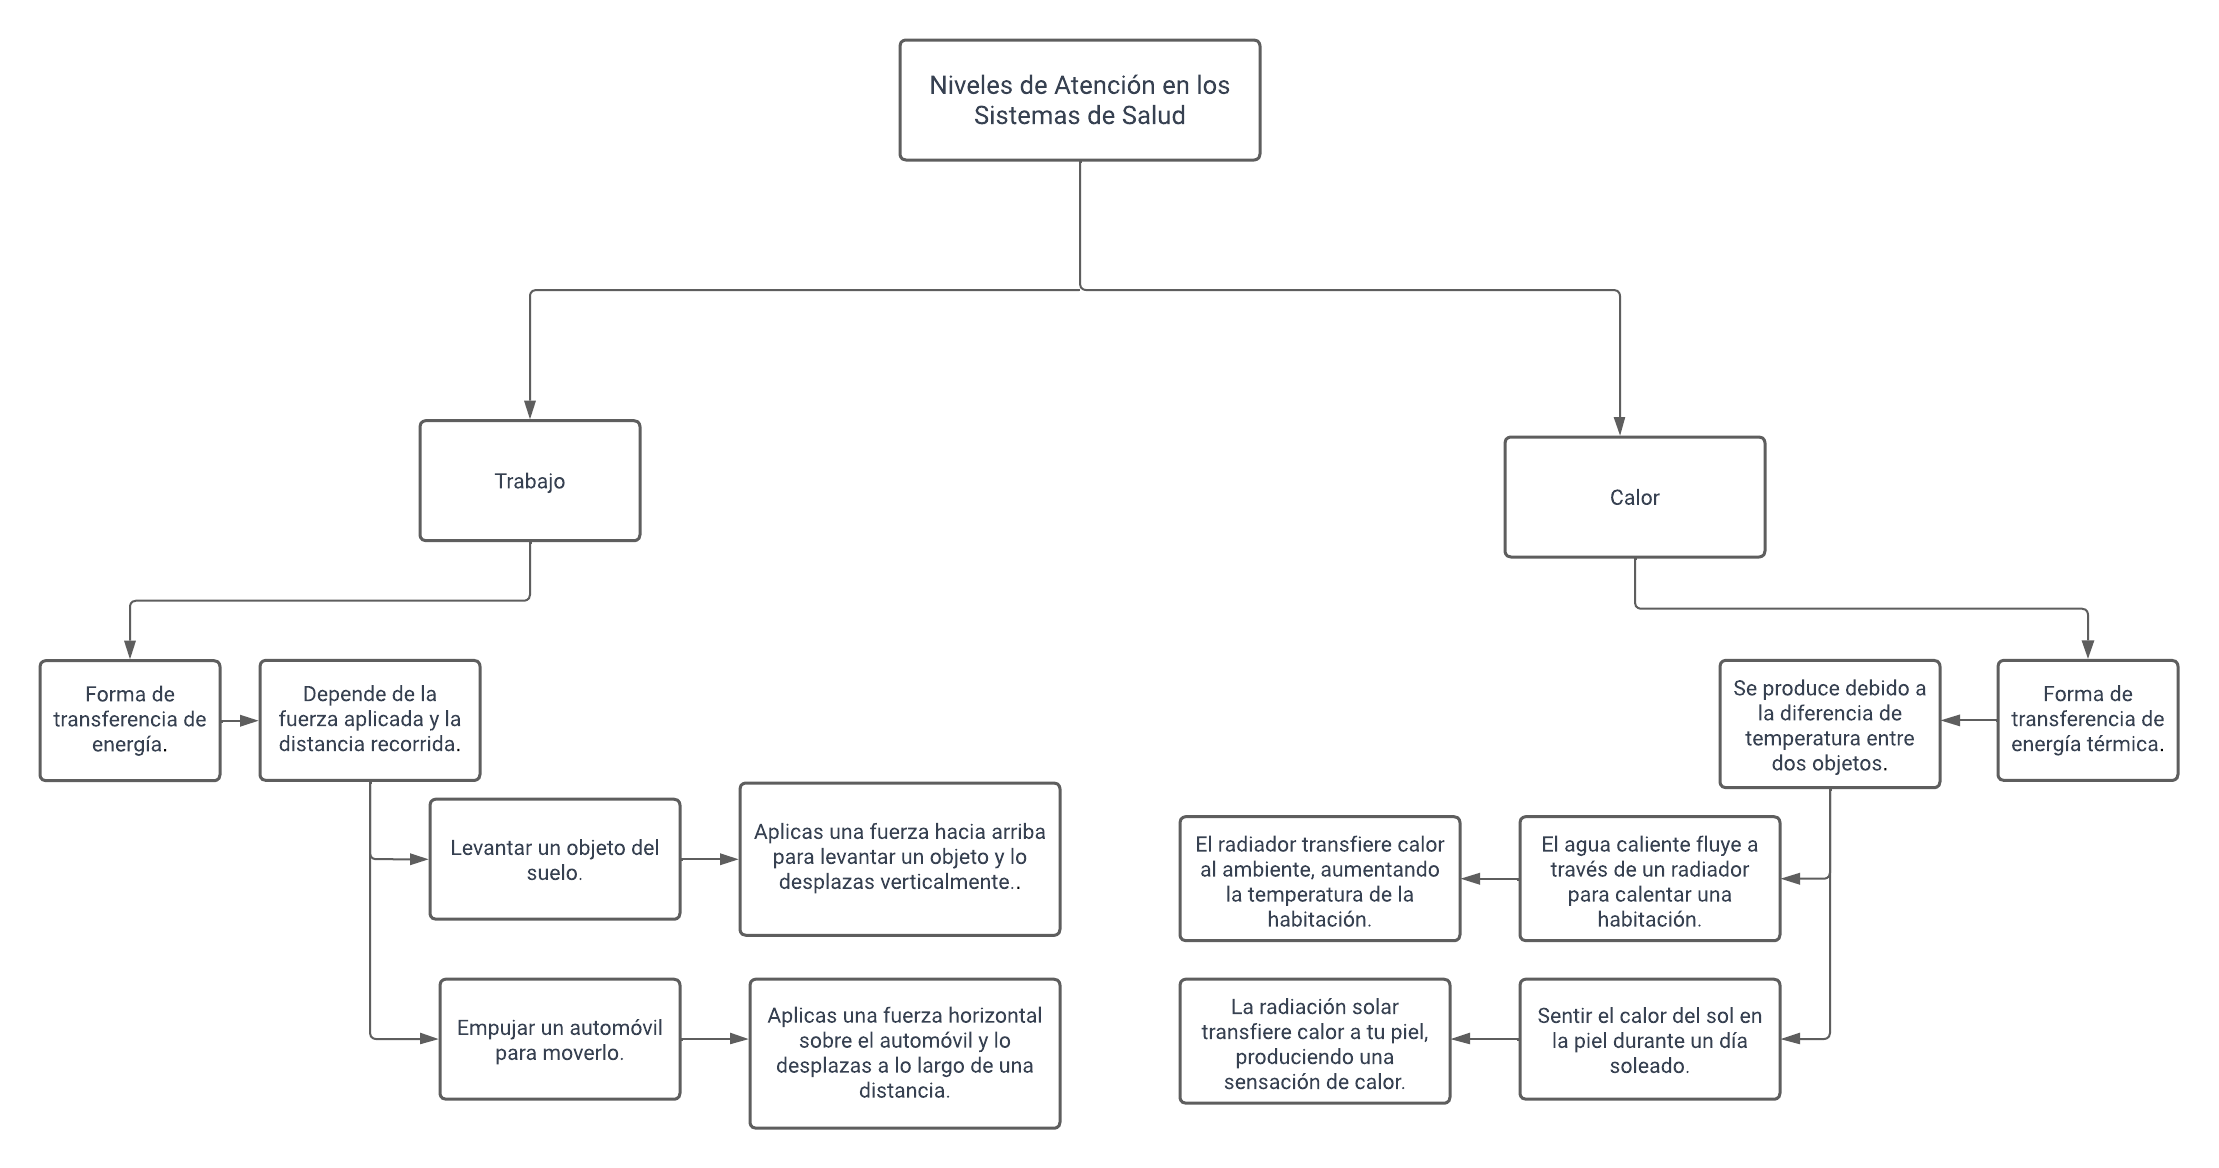 Niveles de Atención en los
Sistemas de Salud
Trabajo
Calor
Forma de
transferencia de
energía.
Depende de la
fuerza aplicada y la
distancia recorrida.
Levantar un objeto del
suelo.
Aplicas una fuerza hacia arriba
para levantar un objeto y lo
desplazas verticalmente..
Empujar un automóvil
para moverlo.
Aplicas una fuerza horizontal
sobre el automóvil y lo
desplazas a lo largo de una
distancia.
Forma de
transferencia de
energía térmica.
Se produce debido a
la diferencia de
temperatura entre
dos objetos.
El agua caliente fluye a
través de un radiador
para calentar una
habitación.
El radiador transfiere calor
al ambiente, aumentando
la temperatura de la
habitación.
Sentir el calor del sol en
la piel durante un día
soleado.
La radiación solar
transfiere calor a tu piel,
produciendo una
sensación de calor.